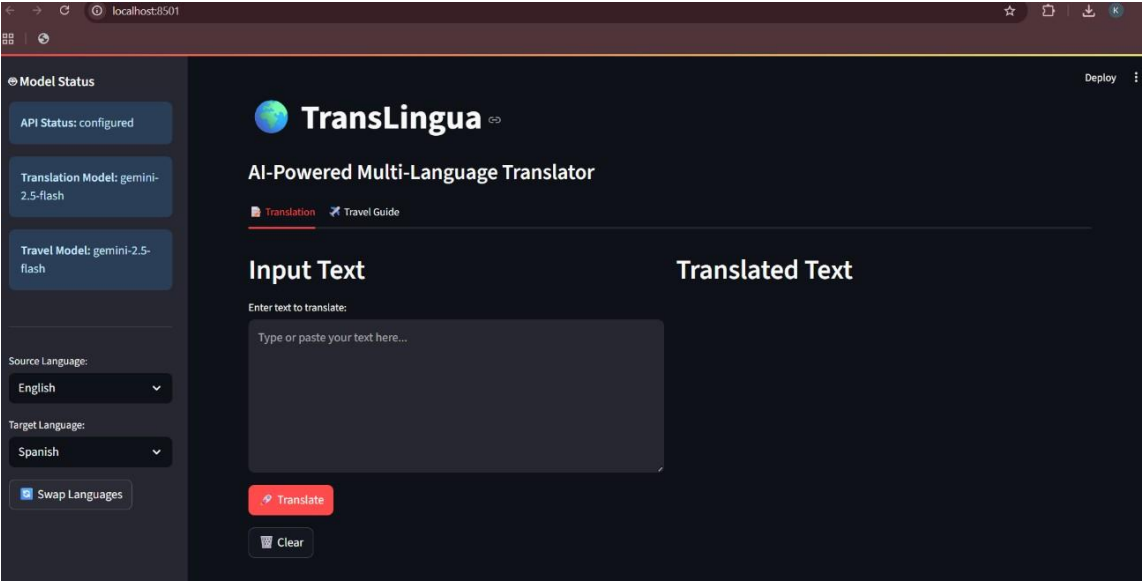 localhost:8501
K
Model Status
API Status: configured
Translation Model: gemini-
2.5-flash
Travel Model: gemini-2.5-
flash
Source Language:
English
Target Language:
Spanish
Swap Languages
Deploy
TransLingua
AI-Powered Multi-Language Translator
Translation
Travel Guide
Input Text
Enter text to translate:
Type or paste your text here...
Translate
Clear
Translated Text